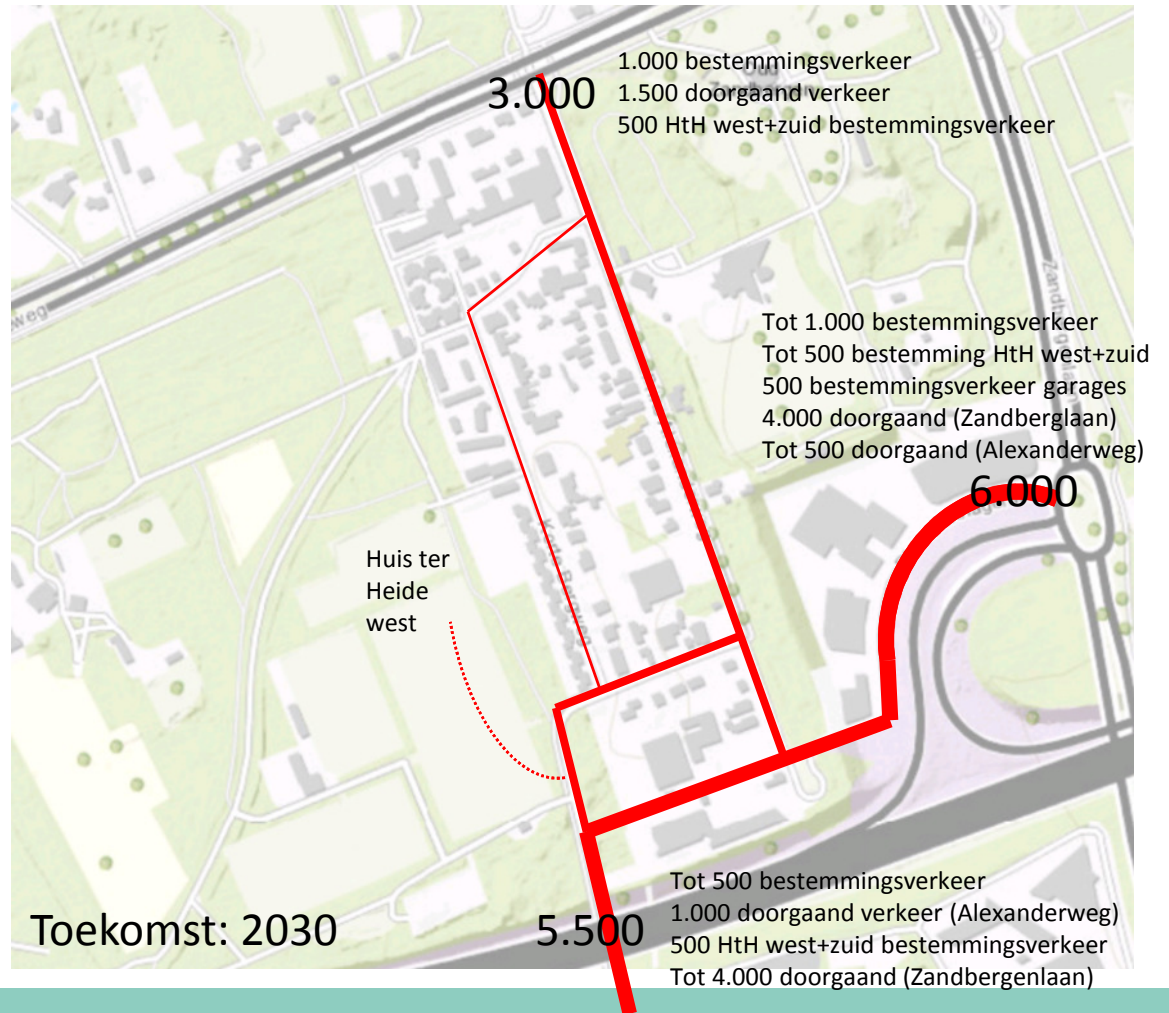 1.000 bestemmingsverkeer
3.000
1.500 doorgaand verkeer
500 HtH west+zuid bestemmingsverkeer
weg
Tot 1.000 bestemmingsverkeer
Tot 500 bestemming HtH west+zuid
500 bestemmingsverkeer garages
4.000 doorgaand (Zandberglaan)
Tot 500 doorgaand (Alexanderweg)
6.000
Huis ter
Heide
west
Tot 500 bestemmingsverkeer
1.000 doorgaand verkeer (Alexanderweg)
Toekomst: 2030
5.500
500 HtH west+zuid bestemmingsverkeer
Tot 4.000 doorgaand (Zandbergenlaan)